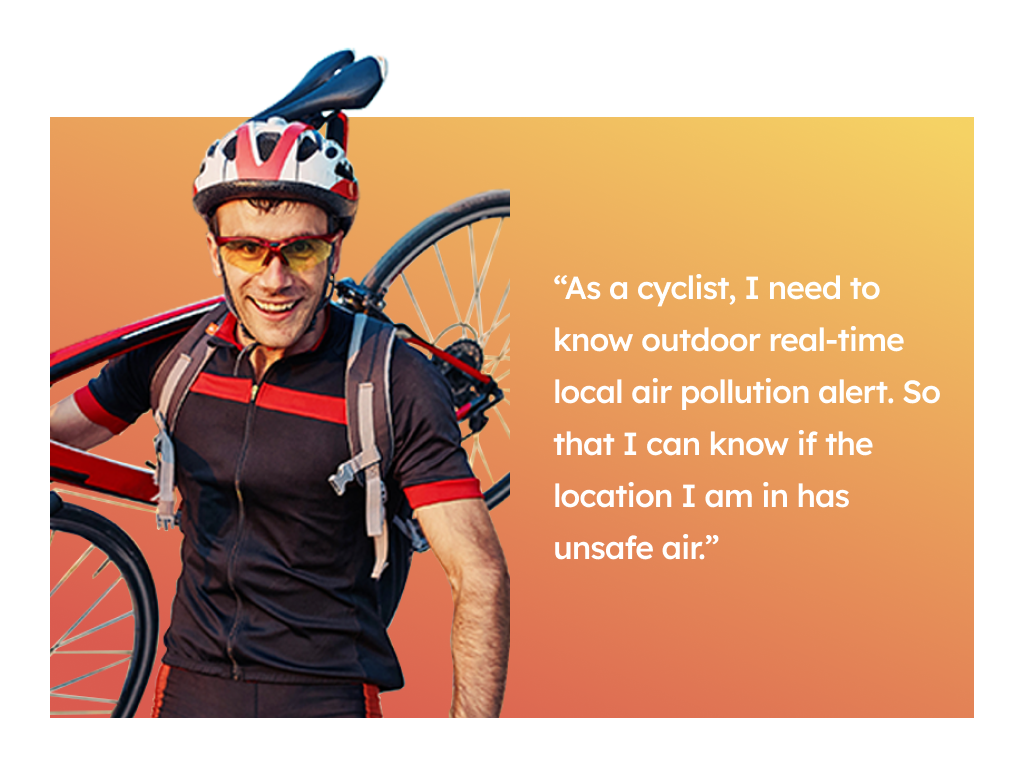 “As a cyclist, I need to
know outdoor real-time
local air pollution alert. So
that I can know if the
location I am in has
unsafe air.”